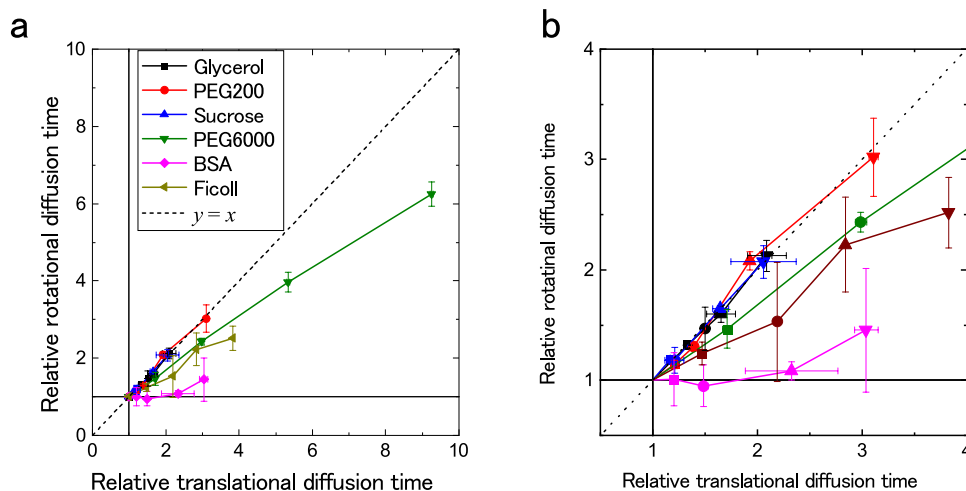 a
10
8
6
4
2
0
0
2
4
6
8
10
Relative rotational diffusion time
Relative translational diffusion time
Glycerol
PEG200
Sucrose
PEG6000
BSA
Ficoll
y = x
b
4
3
2
1
1
2
3
4
Relative rotatinal diffusion time
Relative translational diffusion time